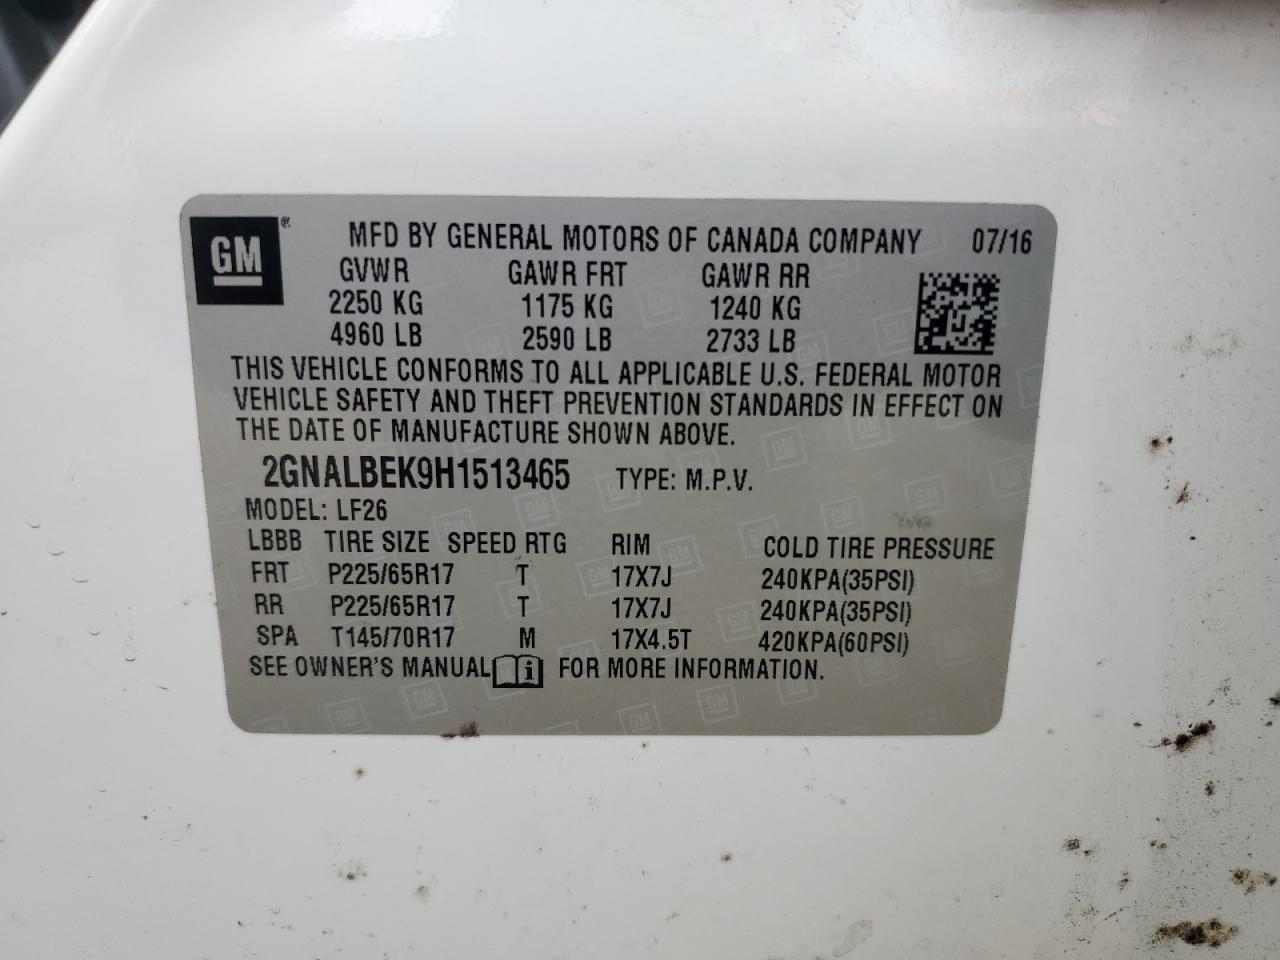 GM ® MFD BY GENERAL MOTORS OF CANADA COMPANY 07/16
GVWR GAWR FRT GAWR RR
2250 KG 1175 KG 1240 KG
4960 LB 2590 LB 2733 LB
THIS VEHICLE CONFORMS TO ALL APPLICABLE U.S. FEDERAL MOTOR
VEHICLE SAFETY AND THEFT PREVENTION STANDARDS IN EFFECT ON
THE DATE OF MANUFACTURE SHOWN ABOVE.
2GNALBEK9H1513465 TYPE: M.P.V.
MODEL: LF26
LBBB TIRE SIZE SPEED RTG RIM COLD TIRE PRESSURE
FRT P225/65R17 T 17X7J 240KPA(35PSI)
RR P225/65R17 T 17X7J 240KPA(35PSI)
SPA T145/70R17 M 17X4.5T 420KPA(60PSI)
SEE OWNER'S MANUAL i FOR MORE INFORMATION.